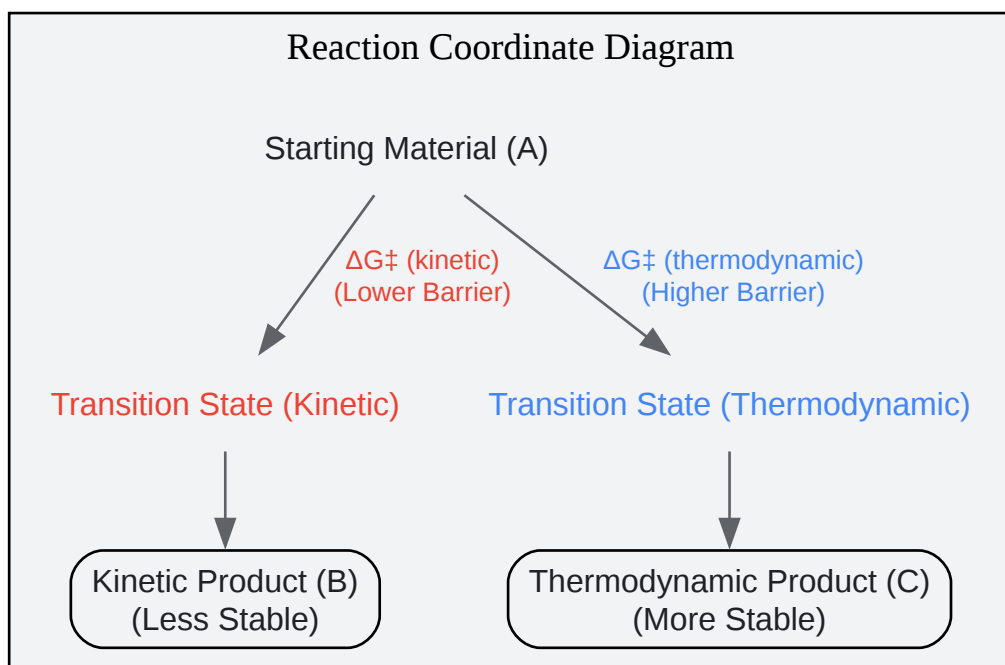 Reaction Coordinate Diagram
Starting Material (A)
ΔG‡ (kinetic)
(Lower Barrier)
ΔG‡ (thermodynamic)
(Higher Barrier)
Transition State (Kinetic)
Transition State (Thermodynamic)
Kinetic Product (B)
(Less Stable)
Thermodynamic Product (C)
(More Stable)